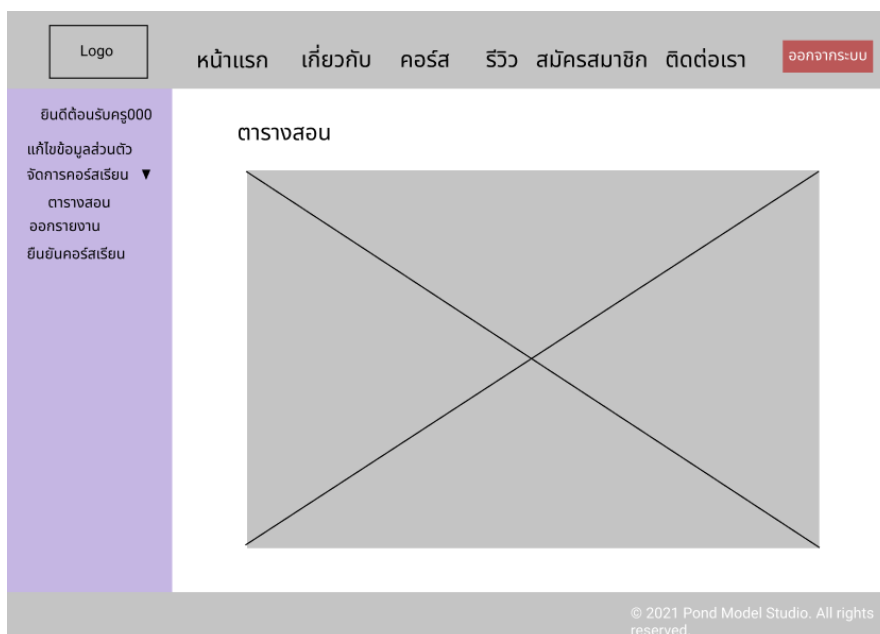 Logo
หน้าแรก เกี่ยวกับ คอร์ส รีวิว สมัครสมาชิก ติดต่อเรา ออกจากระบบ
ยินดีต้อนรับครู000
แก้ไขข้อมูลส่วนตัว
จัดการคอร์สเรียน ▼
ตารางสอน
ออกรายงาน
ยืนยันคอร์สเรียน
ตารางสอน
© 2021 Pond Model Studio. All rights
reserved.